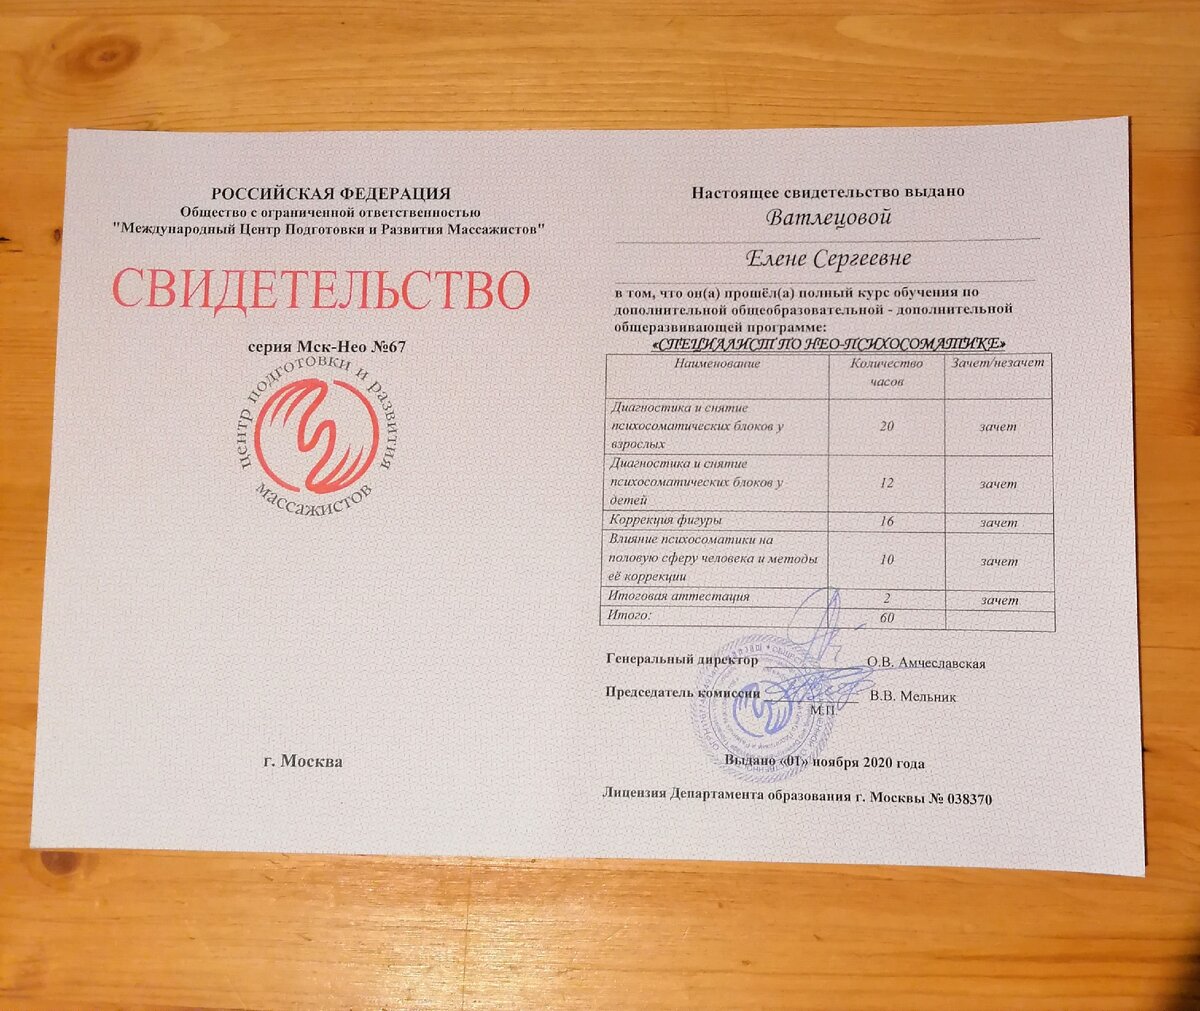 РОССИЙСКАЯ ФЕДЕРАЦИЯ
Общество с ограниченной ответственностью
"Международный Центр Подготовки и Развития Массажистов"
СВИДЕТЕЛЬСТВО
серия Мск-Нео №67
центр подготовки и развития
массажистов
г. Москва
Настоящее свидетельство выдано
Ватлецовой
Елене Сергеевне
в том, что он(а) прошёл(а) полный курс обучения по
дополнительной общеобразовательной - дополнительной
общеразвивающей программе:
«СПЕЦИАЛИСТ ПО НЕО-ПСИХОСОМАТИКЕ»
Наименование Количество часов Зачет/незачет
Диагностика и снятие
психосоматических блоков у 20 зачет
взрослых
Диагностика и снятие
психосоматических блоков у 12 зачет
детей
Коррекция фигуры 16 зачет
Влияние психосоматики на
половую сферу человека и методы 10 зачет
её коррекции
Итоговая аттестация 2 зачет
Итого: 60
Генеральный директор О.В. Амчеславская
Председатель комиссии В.В. Мельник
М.П.
Выдано «01» ноября 2020 года
Лицензия Департамента образования г. Москвы № 038370